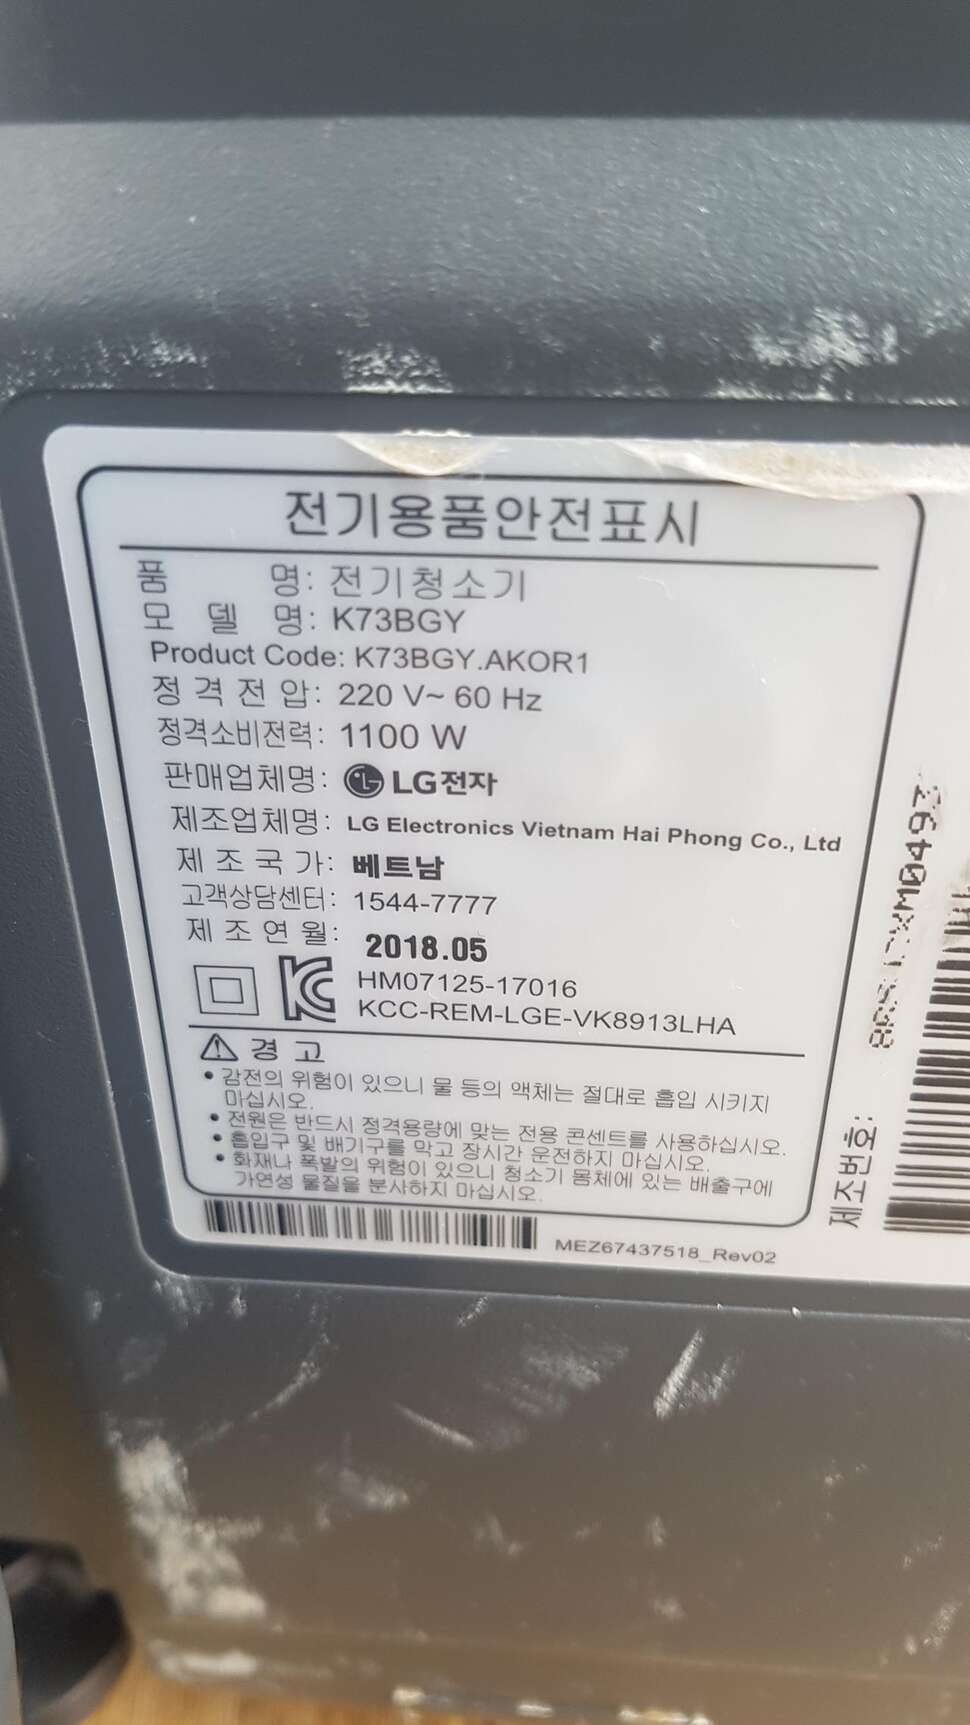 전기용품안전표시
품 명: 전기청소기
모 델 명: K73BGY
Product Code: K73BGY.AKOR1
정 격 전 압: 220 V~ 60 Hz
정격소비전력: 1100 W
판매업체명: LG전자
제조업체명: LG Electronics Vietnam Hai Phong Co., Ltd
제 조 국 가: 베트남
고객상담센터: 1544-7777
제 조 연 월: 2018.05
HM07125-17016
KCC-REM-LGE-VK8913LHA
경 고
• 감전의 위험이 있으니 물 등의 액체는 절대로 흡입 시키지
마십시오.
• 전원은 반드시 정격용량에 맞는 전용 콘센트를 사용하십시오.
• 흡입구 및 배기구를 막고 장시간 운전하지 마십시오.
• 화재나 폭발의 위험이 있으니 청소기 몸체에 있는 배출구에
가연성 물질을 분사하지 마십시오.
MEZ67437518_Rev02
제조번호: